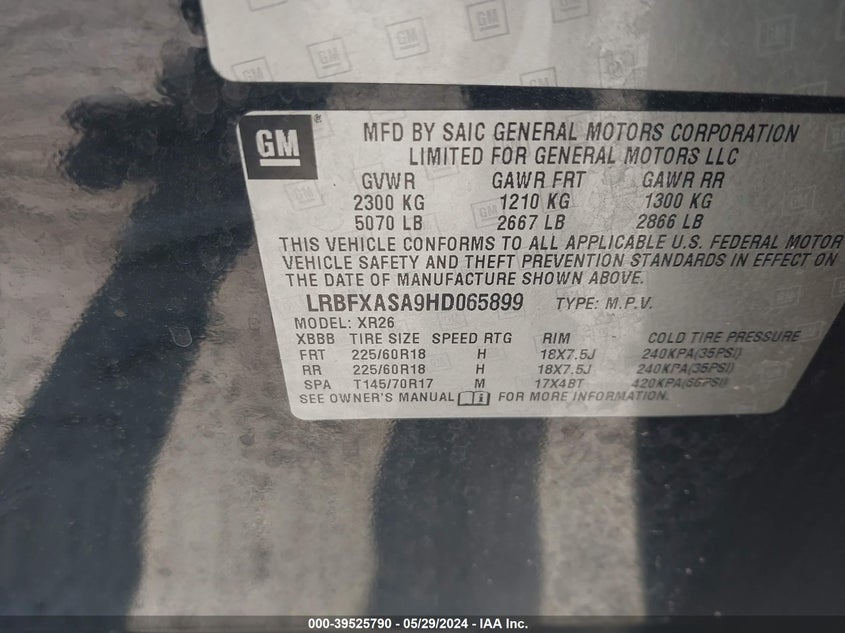 GM
MFD BY SAIC GENERAL MOTORS CORPORATION
LIMITED FOR GENERAL MOTORS LLC
GVWR GAWR FRT GAWR RR
2300 KG 1210 KG 1300 KG
5070 LB 2667 LB 2866 LB
THIS VEHICLE CONFORMS TO ALL APPLICABLE U.S. FEDERAL MOTOR
VEHICLE SAFETY AND THEFT PREVENTION STANDARDS IN EFFECT ON
THE DATE OF MANUFACTURE SHOWN ABOVE.
LRBFXASA9HD065899 TYPE: M.P.V.
MODEL: XR26
XBBB TIRE SIZE SPEED RTG RIM COLD TIRE PRESSURE
FRT 225/60R18 H 18X7.5J 240KPA(35PSI)
RR 225/60R18 H 18X7.5J 240KPA(35PSI)
SPA T145/70R17 M 17X4BT 420KPA(60PSI)
SEE OWNER'S MANUAL FOR MORE INFORMATION.
000-39525790 - 05/29/2024 - IAA Inc.